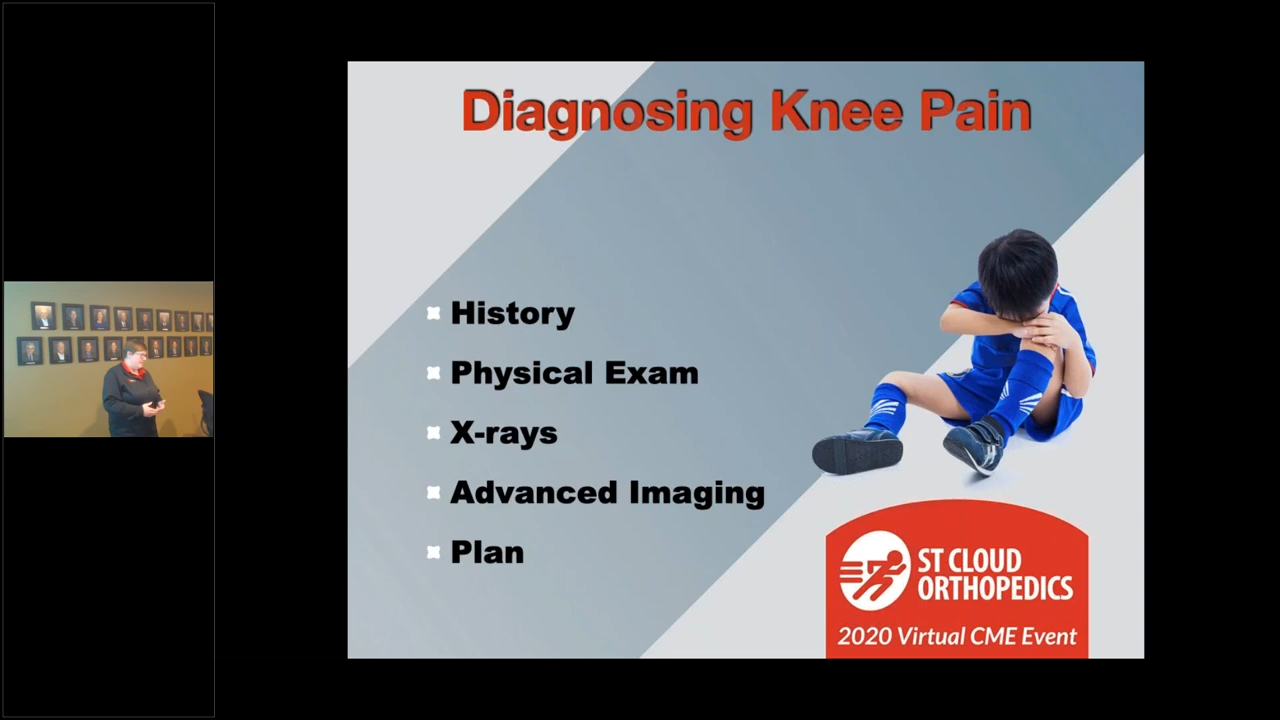 Diagnosing Knee Pain
History
Physical Exam
X-rays
Advanced Imaging
Plan
ST CLOUD
ORTHOPEDICS
2020 Virtual CME Event